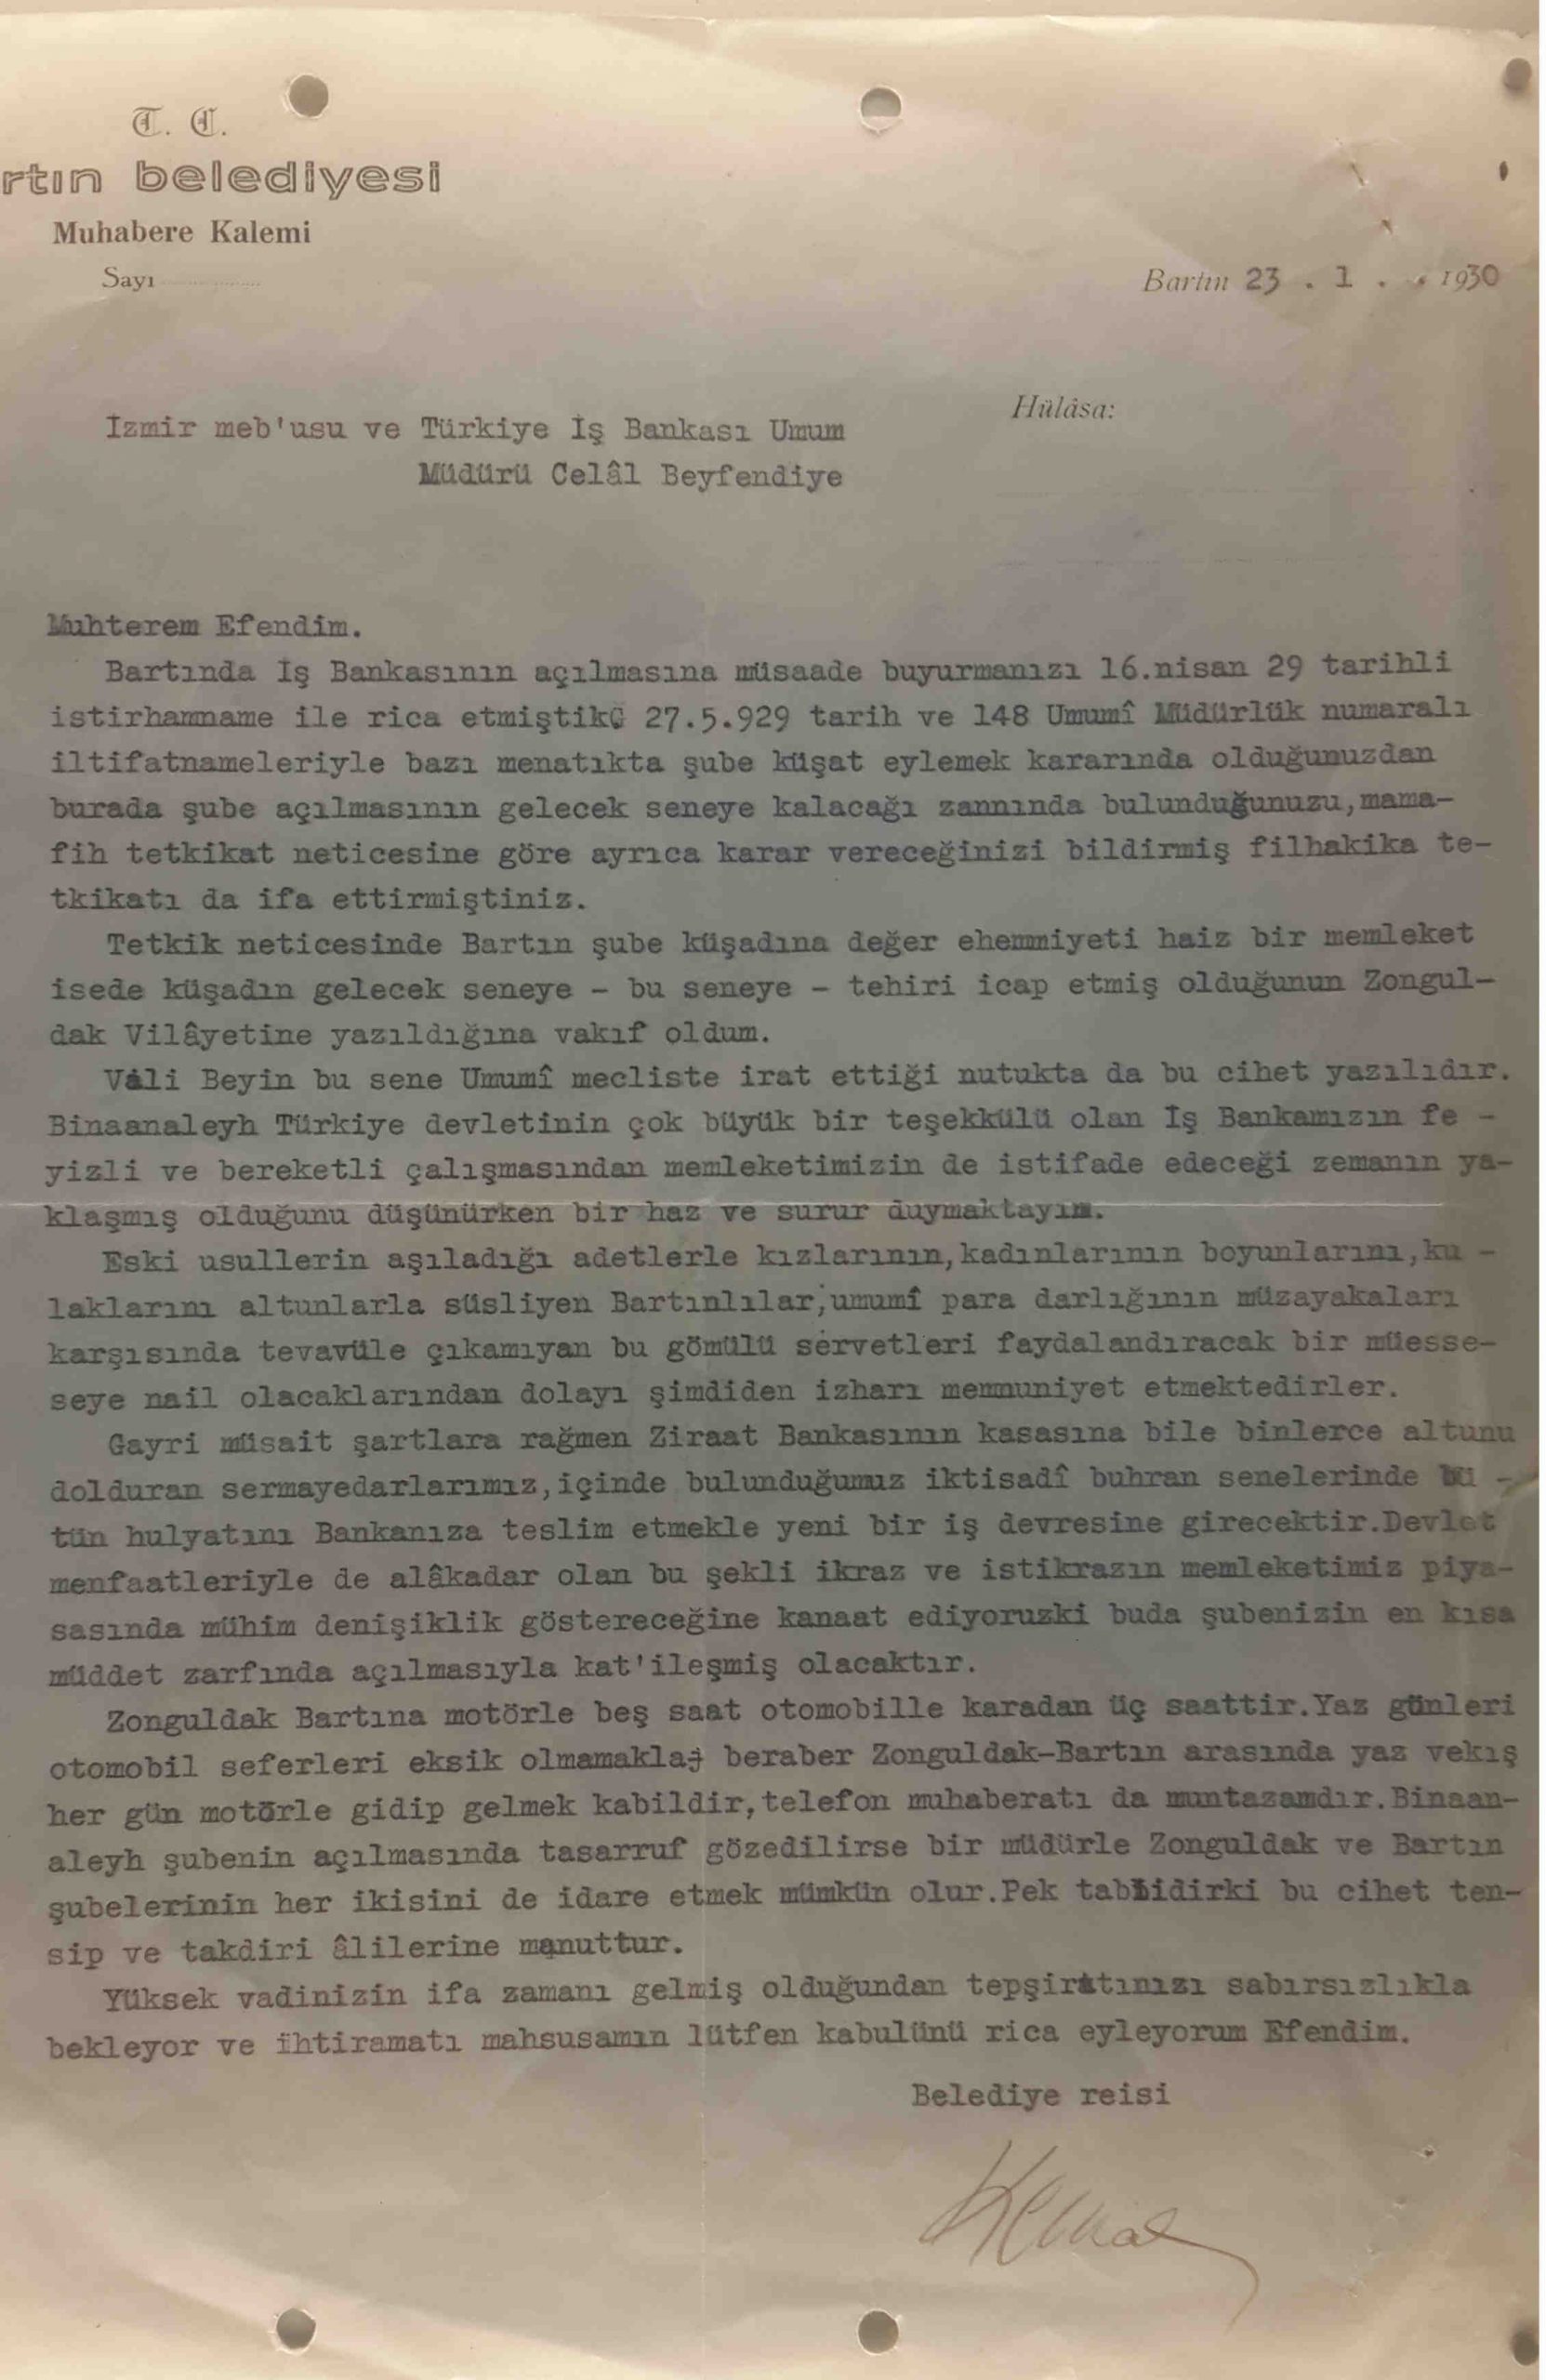 T. C.
rtın belediyesi
Muhabere Kalemi
Sayı
Bartın 23 . 1 . 1930
Hülâsa:
İzmir meb'usu ve Türkiye İş Bankası Umum
Müdürü Celâl Beyfendiye
Muhterem Efendim.
Bartında İş Bankasının açılmasına müsaade buyurmanızı 16.nisan 29 tarihli
istirhamname ile rica etmiştikç 27.5.929 tarih ve 148 Umumî Müdürlük numaralı
iltifatnameleriyle bazı menatıkta şube küşat eylemek kararında olduğunuzdan
burada şube açılmasının gelecek seneye kalacağı zannında bulunduğunuzu,mama-
fih tetkikat neticesine göre ayrıca karar vereceğinizi bildirmiş filhakika te-
tkikatı da ifa ettirmiştiniz.
Tetkik neticesinde Bartın şube küşadına değer ehemmiyeti haiz bir memleket
isede küşadın gelecek seneye - bu seneye - tehiri icap etmiş olduğunun Zongul-
dak Vilâyetine yazıldığına vakıf oldum.
Vali Beyin bu sene Umumî mecliste irat ettiği nutukta da bu cihet yazılıdır.
Binaanaleyh Türkiye devletinin çok büyük bir teşekkülü olan İş Bankamızın fe -
yizli ve bereketli çalışmasından memleketimizin de istifade edeceği zemanın ya-
klaşmış olduğunu düşünürken bir haz ve surur duymaktayım.
Eski usullerin aşıladığı adetlerle kızlarının,kadınlarının boyunlarını,ku -
laklarını altunlarla süsliyen Bartınlılar;umumî para darlığının müzayakaları
karşısında tevavüle çıkamıyan bu gömülü servetleri faydalandıracak bir müesse-
seye nail olacaklarından dolayı şimdiden izharı memnuniyet etmektedirler.
Gayri müsait şartlara rağmen Ziraat Bankasının kasasına bile binlerce altunu
dolduran sermayedarlarımız,içinde bulunduğumuz iktisadî buhran senelerinde bü -
tün hulyatını Bankanıza teslim etmekle yeni bir iş devresine girecektir.Devlet
menfaatleriyle de alâkadar olan bu şekli ikraz ve istikrazın memleketimiz piya-
sasında mühim denişiklik göstereceğine kanaat ediyoruzki buda şubenizin en kısa
müddet zarfında açılmasıyla kat'ileşmiş olacaktır.
Zonguldak Bartına motörle beş saat otomobille karadan üç saattir.Yaz günleri
otomobil seferleri eksik olmamakla beraber Zonguldak-Bartın arasında yaz vekış
her gün motörle gidip gelmek kabildir,telefon muhaberatı da muntazamdır.Binaan-
aleyh şubenin açılmasında tasarruf gözedilirse bir müdürle Zonguldak ve Bartın
şubelerinin her ikisini de idare etmek mümkün olur.Pek tabiidirki bu cihet ten-
sip ve takdiri âlilerine manuttur.
Yüksek vadinizin ifa zamanı gelmiş olduğundan tepşiratınızı sabırsızlıkla
bekleyor ve ihtiramatı mahsusamın lütfen kabulünü rica eyleyorum Efendim.
Belediye reisi
Kemal